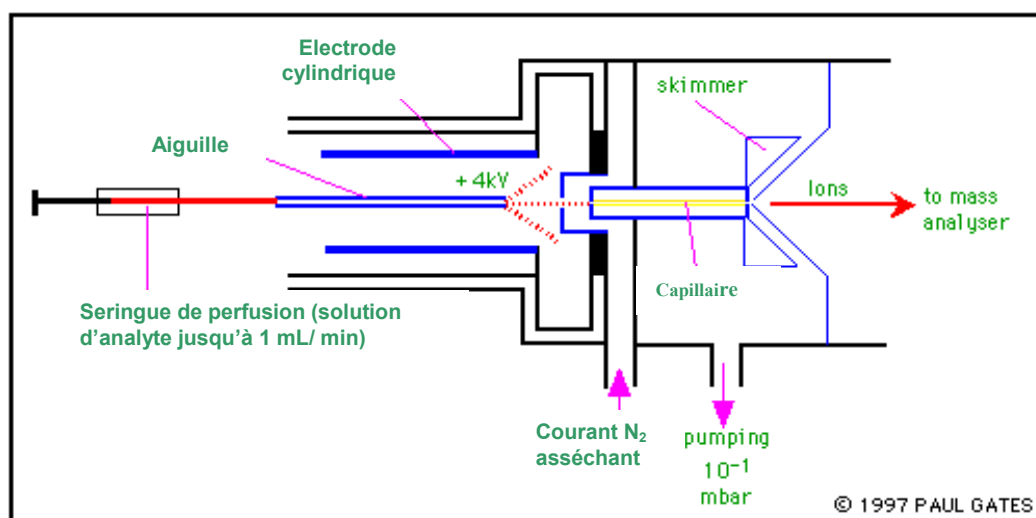 Electrode
cylindrique
skimmer
Aiguille
+ 4kV
Ions
to mass
analyser
Capillaire
Seringue de perfusion (solution
d’analyte jusqu’à 1 mL/ min)
Courant N₂
asséchant
pumping
10⁻¹
mbar
© 1997 PAUL GATES